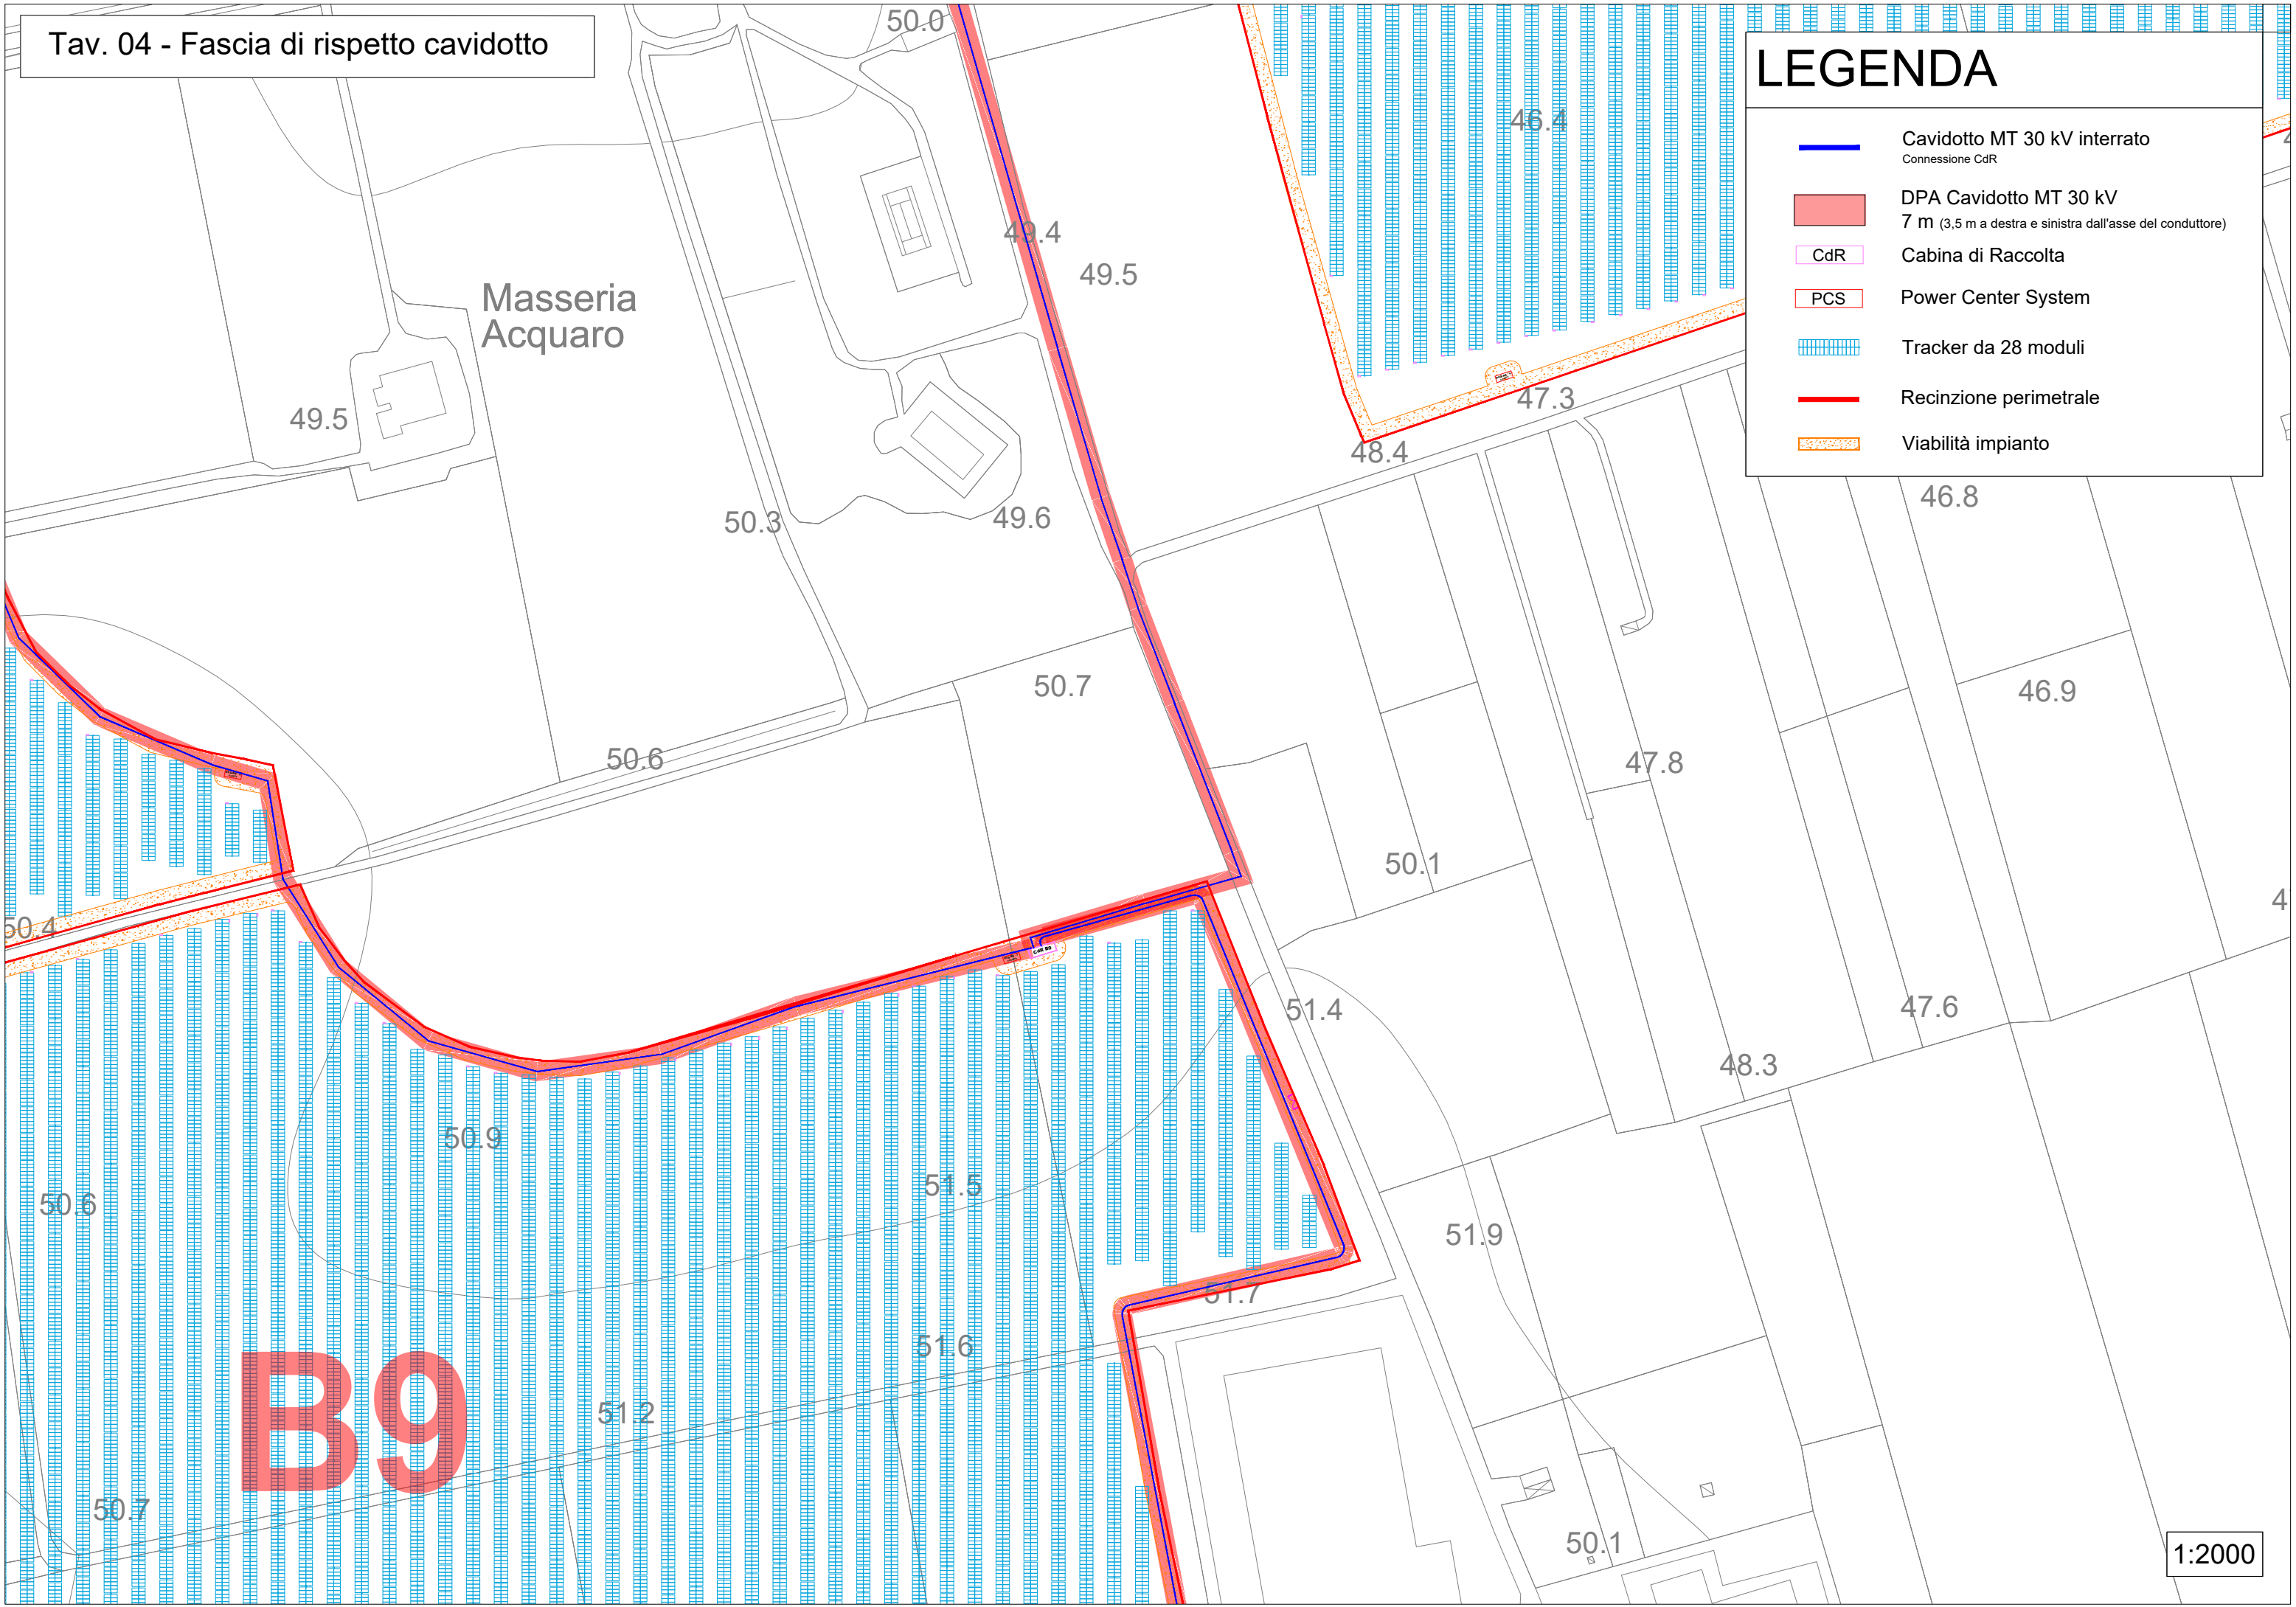 Tav. 04 - Fascia di rispetto cavidotto
LEGENDA
Cavidotto MT 30 kV interrato
Connessione CdR
DPA Cavidotto MT 30 kV
7 m (3,5 m a destra e sinistra dall'asse del conduttore)
CdR
Cabina di Raccolta
PCS
Power Center System
Tracker da 28 moduli
Recinzione perimetrale
Viabilità impianto
50.0
46.4
49.4
49.5
Masseria
Acquaro
49.5
47.3
48.4
50.3
49.6
46.8
50.7
46.9
50.6
47.8
50.1
50.4
CdR B9
51.4
47.6
48.3
50.9
51.5
50.6
51.9
51.7
51.6
B9
51.2
50.7
50.1
1:2000